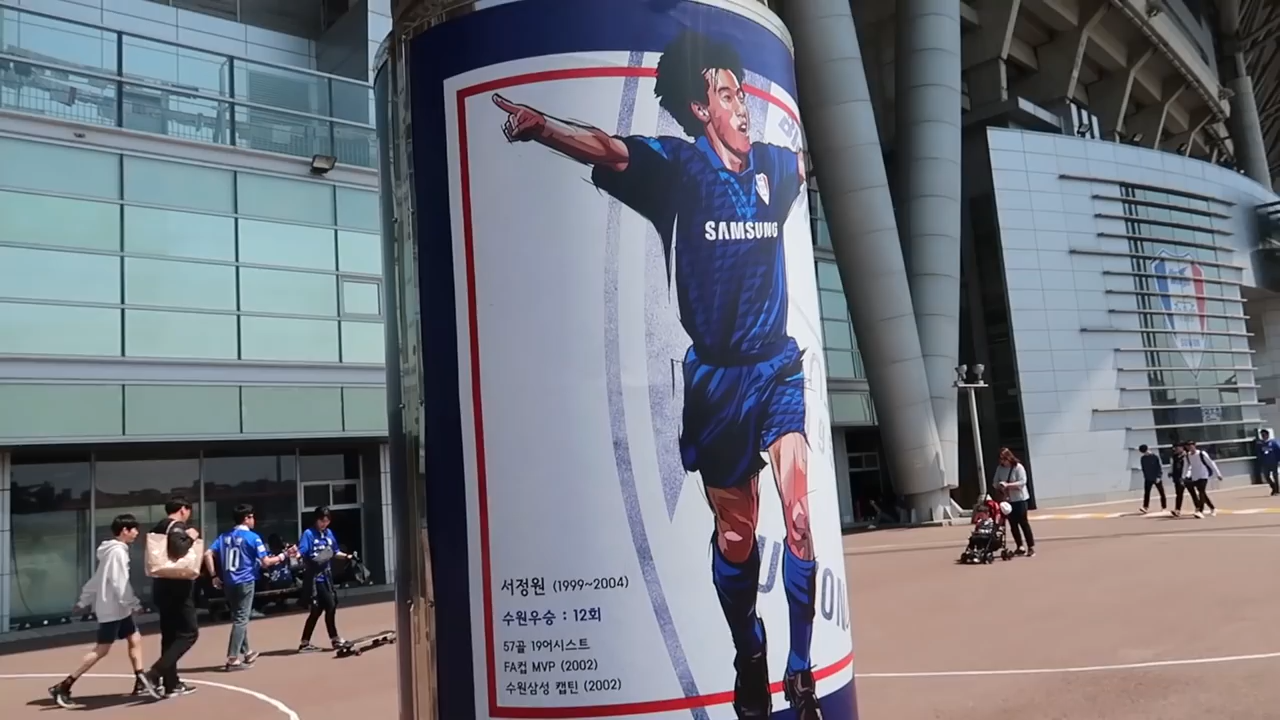 SAMSUNG
서정원 (1999~2004)
수원우승 : 12회
57골 19어시스트
FA컵 MVP (2002)
수원삼성 캡틴 (2002)
10